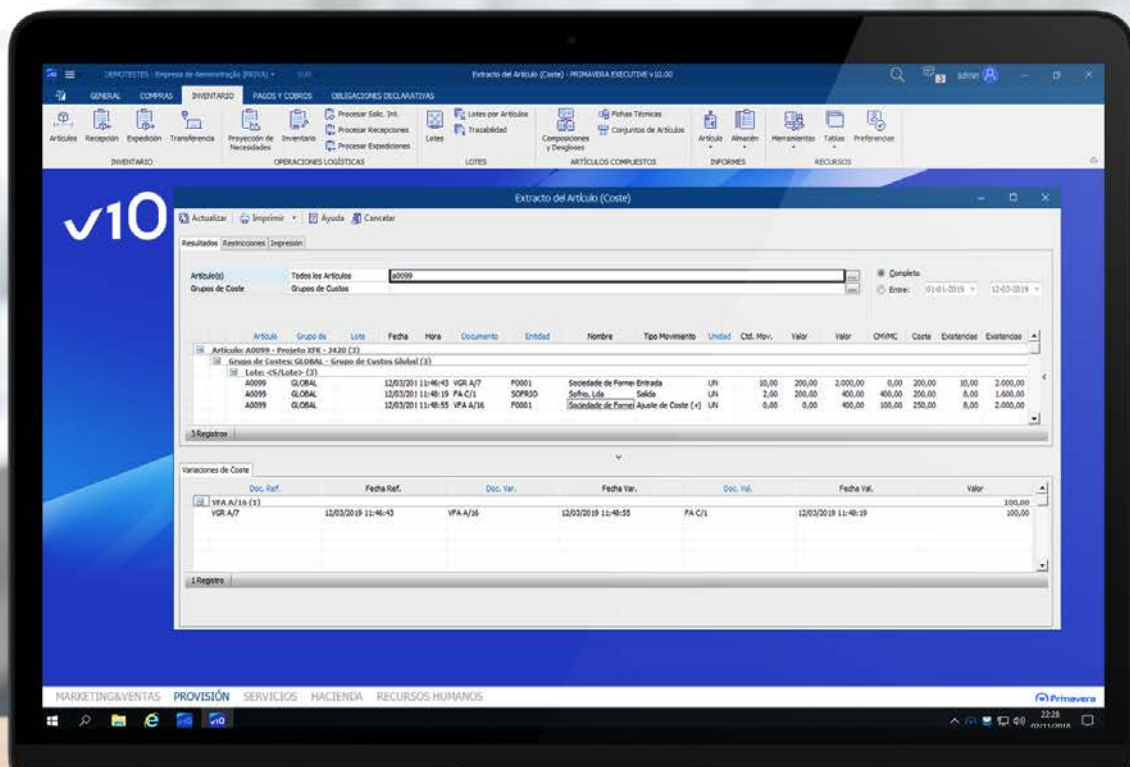 DEMOTESTES - Empresa de demonstração (PROVA)
Extracto del Artículo (Coste) - PRIMAVERA EXECUTIVE v10.00
3
admin
GENERAL COMPRAS INVENTARIO PAGOS Y COBROS OBLIGACIONES DECLARATIVAS
Artículos Recepción Expedición Transferencia
Proyección de Necesidades Inventario
Procesar Solic. Int.
Procesar Recepciones
Procesar Expediciones
Lotes
Lotes por Artículos
Trazabilidad
Composiciones y Desgloses
Fichas Técnicas
Conjuntos de Artículos
Artículo Almacén
Herramientas Tablas Preferencias
INVENTARIO OPERACIONES LOGÍSTICAS LOTES ARTÍCULOS COMPUESTOS INFORMES RECURSOS
v10
Extracto del Artículo (Coste)
Actualizar Imprimir Ayuda Cancelar
Resultados Restricciones Impresión
Artículo(s) Todos los Artículos a0099 Completo
Grupos de Coste Grupos de Custos Entre: 01-01-2019 12-03-2019
Artículo Grupo de Lote Fecha Hora Documento Entidad Nombre Tipo Movimiento Unidad Ctd. Mov. Valor Valor CMVMC Coste Existencias Existencias
Artículo: A0099 - Projeto XFK - 3420 (3)
Grupo de Costes: GLOBAL - Grupo de Custos Global (3)
Lote: <S/Lote> (3)
A0099 GLOBAL 12/03/201 11:46:43 VGR A/7 F0001 Sociedade de Fornei Entrada UN 10,00 200,00 2.000,00 0,00 200,00 10,00 2.000,00
A0099 GLOBAL 12/03/201 11:48:19 FA C/1 SOFRIO Sofrio, Lda Salida UN 2,00 200,00 400,00 400,00 200,00 8,00 1.600,00
A0099 GLOBAL 12/03/201 11:48:55 VFA A/16 F0001 Sociedade de Fornei Ajuste de Coste (+) UN 0,00 0,00 400,00 100,00 250,00 8,00 2.000,00
3 Registros
Variaciones de Coste
Doc. Ref. Fecha Ref. Doc. Var. Fecha Var. Doc. Val. Fecha Val. Valor
VFA A/16 (1) 100,00
VGR A/7 12/03/2019 11:46:43 VFA A/16 12/03/2019 11:48:55 FA C/1 12/03/2019 11:48:19 100,00
1 Registro
MARKETING&VENTAS PROVISIÓN SERVICIOS HACIENDA RECURSOS HUMANOS
Primavera
v10
22:28
02/11/2018